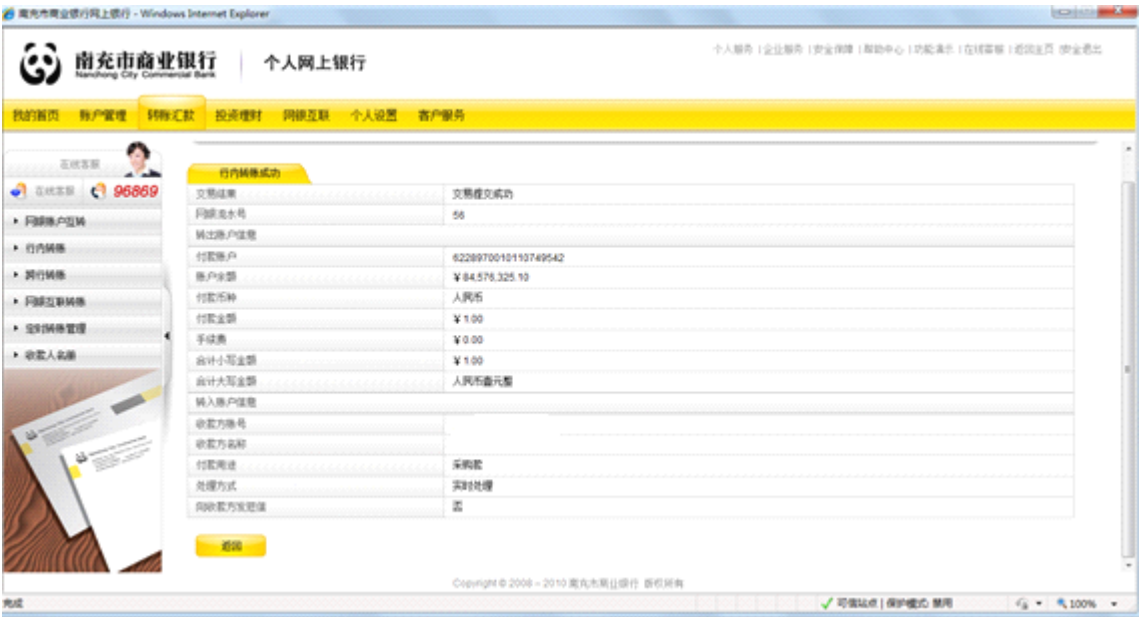 南充市商业银行网上银行 - Windows Internet Explorer
南充市商业银行
Nanchong City Commercial Bank
个人网上银行
个人服务 | 企业服务 | 安全保障 | 帮助中心 | 功能演示 | 在线客服 | 返回主页 | 安全退出
我的首页 账户管理 转账汇款 投资理财 网银互联 个人设置 客户服务
在线客服
在线客服 96869
网银账户互转
行内转账
跨行转账
网银互联转账
定时转账管理
收款人名册
行内转账成功
交易结果 交易提交成功
网银流水号 56
转出账户信息
付款账户 6228970010110749542
账户余额 ¥ 84,576,325.10
付款币种 人民币
付款金额 ¥ 1.00
手续费 ¥ 0.00
合计小写金额 ¥ 1.00
合计大写金额 人民币壹元整
转入账户信息
收款方账号
收款方名称
付款用途 采购款
处理方式 实时处理
向收款方发短信 否
返回
Copyright © 2008 - 2010 南充市商业银行 版权所有
完成
可信站点 | 保护模式: 禁用
100%